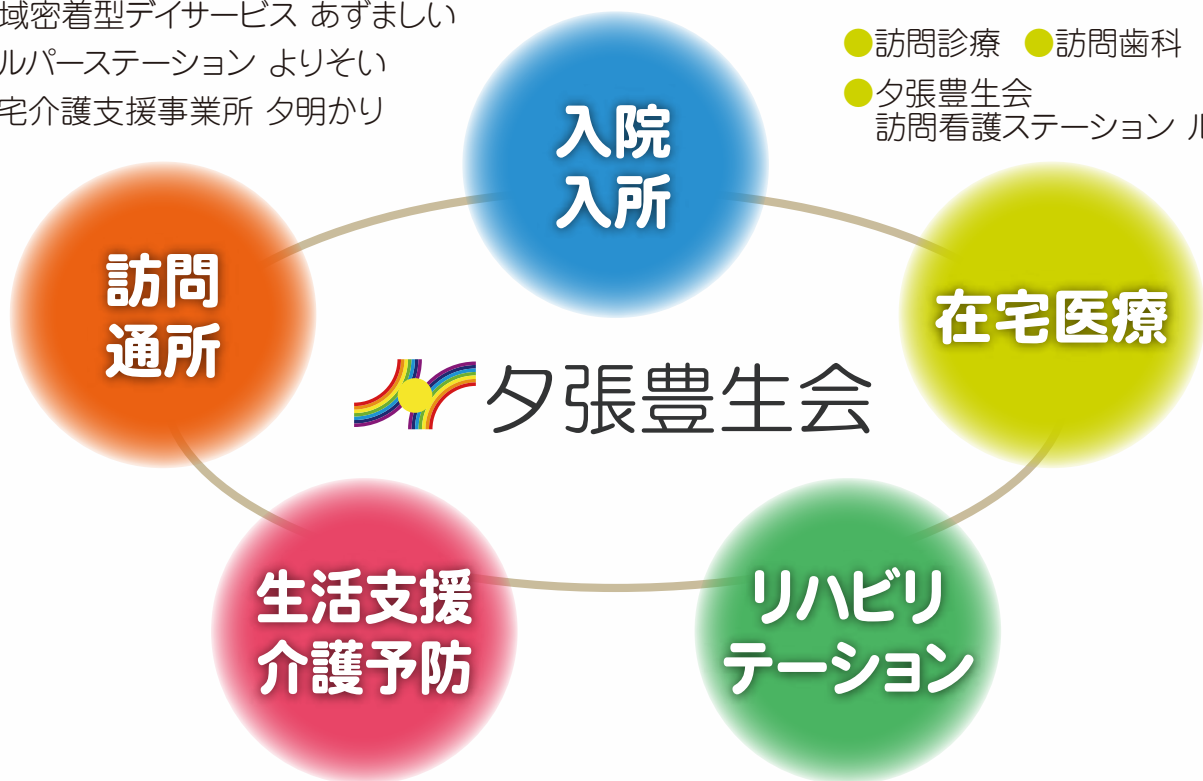 域密着型デイサービス あずましい
ルパーステーション よりそい
宅介護支援事業所 夕明かり
●訪問診療 ●訪問歯科
●夕張豊生会
訪問看護ステーション
入院
入所
訪問
通所
在宅医療
夕張豊生会
生活支援
介護予防
リハビリ
テーション